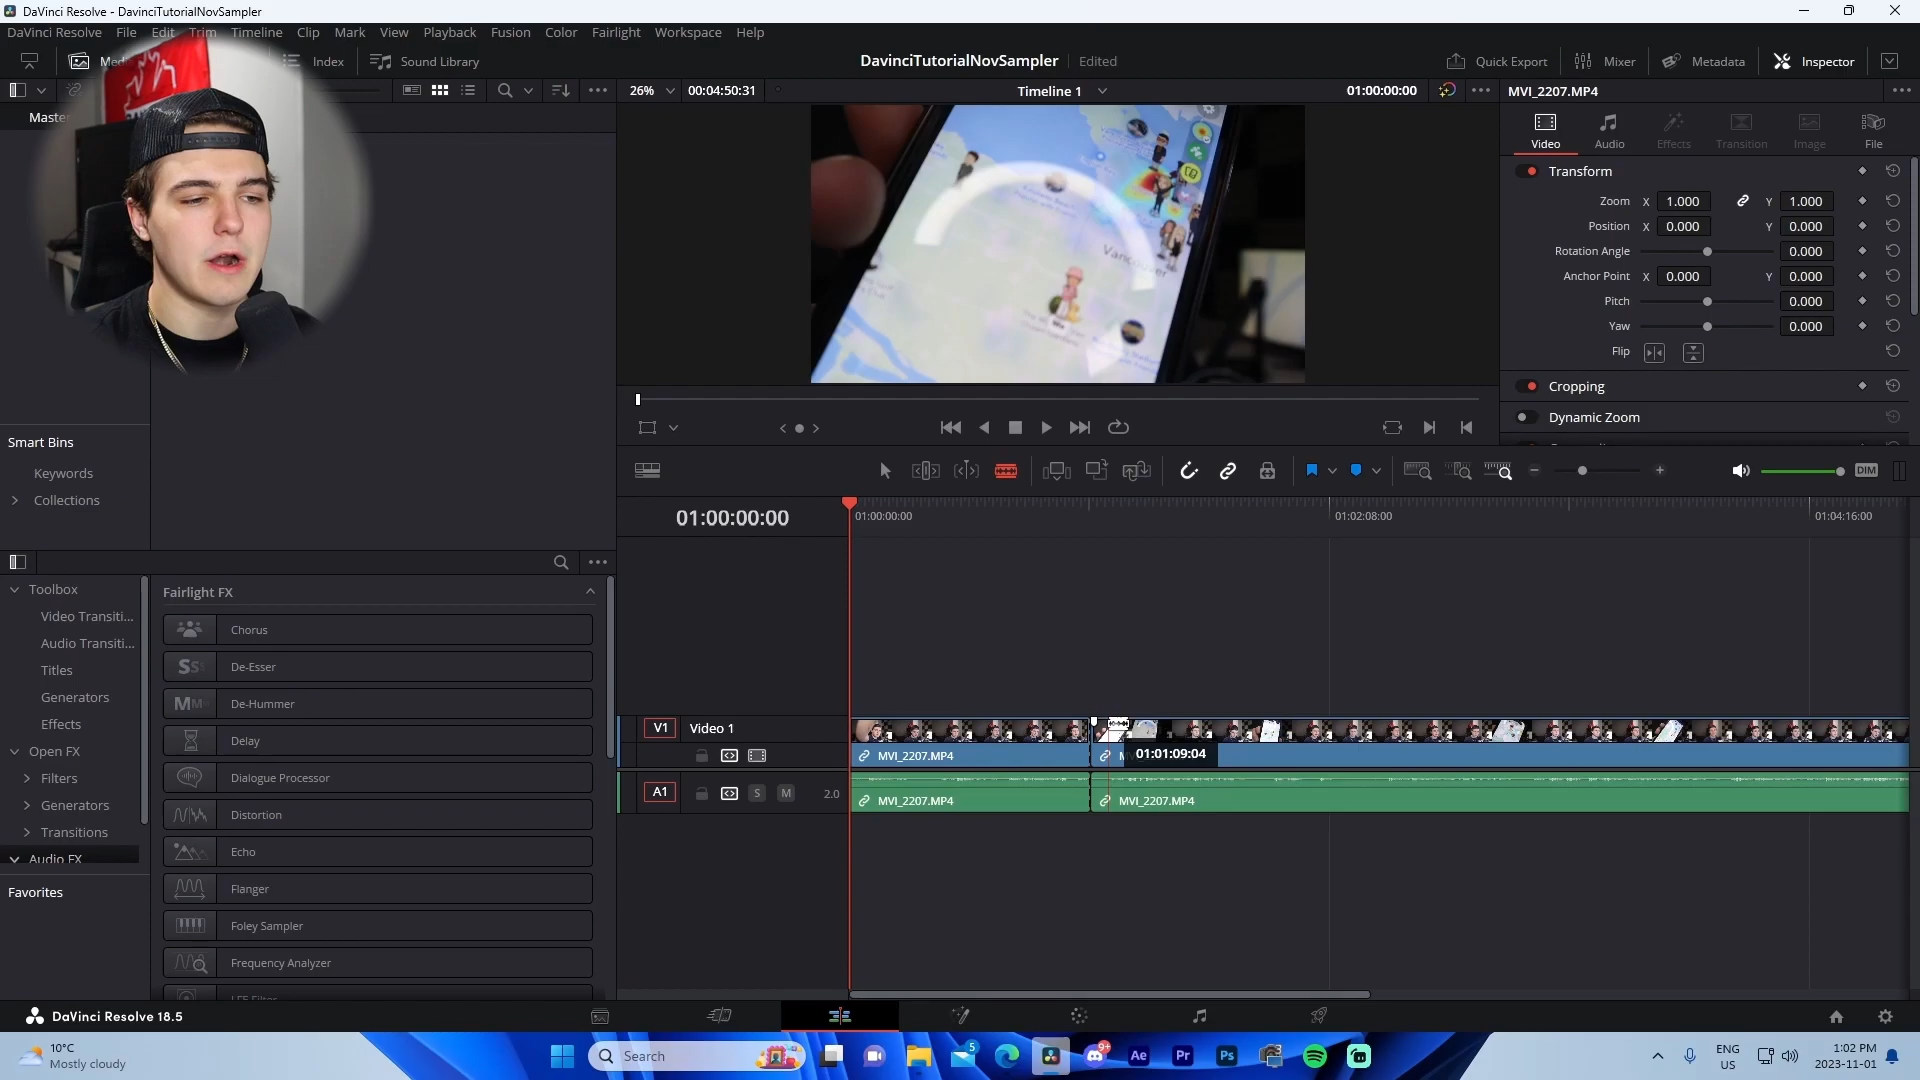 DaVinci Resolve - DavinciTutorialNovSampler
DaVinci Resolve File Edit Trim Timeline Clip Mark View Playback Fusion Color Fairlight Workspace Help
Index Sound Library DavinciTutorialNovSampler Edited Quick Export Mixer Metadata Inspector
26% 00:04:50:31 Timeline 1 01:00:00:00 MVI_2207.MP4
Master
Video Audio Effects Transition Image File
Transform
Zoom X 1.000 Y 1.000
Position X 0.000 Y 0.000
Rotation Angle 0.000
Anchor Point X 0.000 Y 0.000
Pitch 0.000
Yaw 0.000
Flip
Cropping
Dynamic Zoom
Vancouver
Smart Bins
Keywords
Collections
DIM
01:00:00:00 01:00:00:00 01:02:08:00 01:04:16:00
Toolbox
Video Transiti...
Audio Transiti...
Titles
Generators
Effects
Open FX
Filters
Generators
Transitions
Audio FX
Favorites
Fairlight FX
Chorus
De-Esser
De-Hummer
Delay
Dialogue Processor
Distortion
Echo
Flanger
Foley Sampler
Frequency Analyzer
V1 Video 1
MVI_2207.MP4 01:01:09:04
A1 S M 2.0
MVI_2207.MP4 MVI_2207.MP4
DaVinci Resolve 18.5
10°C
Mostly cloudy
Search
5
9+
Ae Pr Ps
ENG
US
1:02 PM
2023-11-01